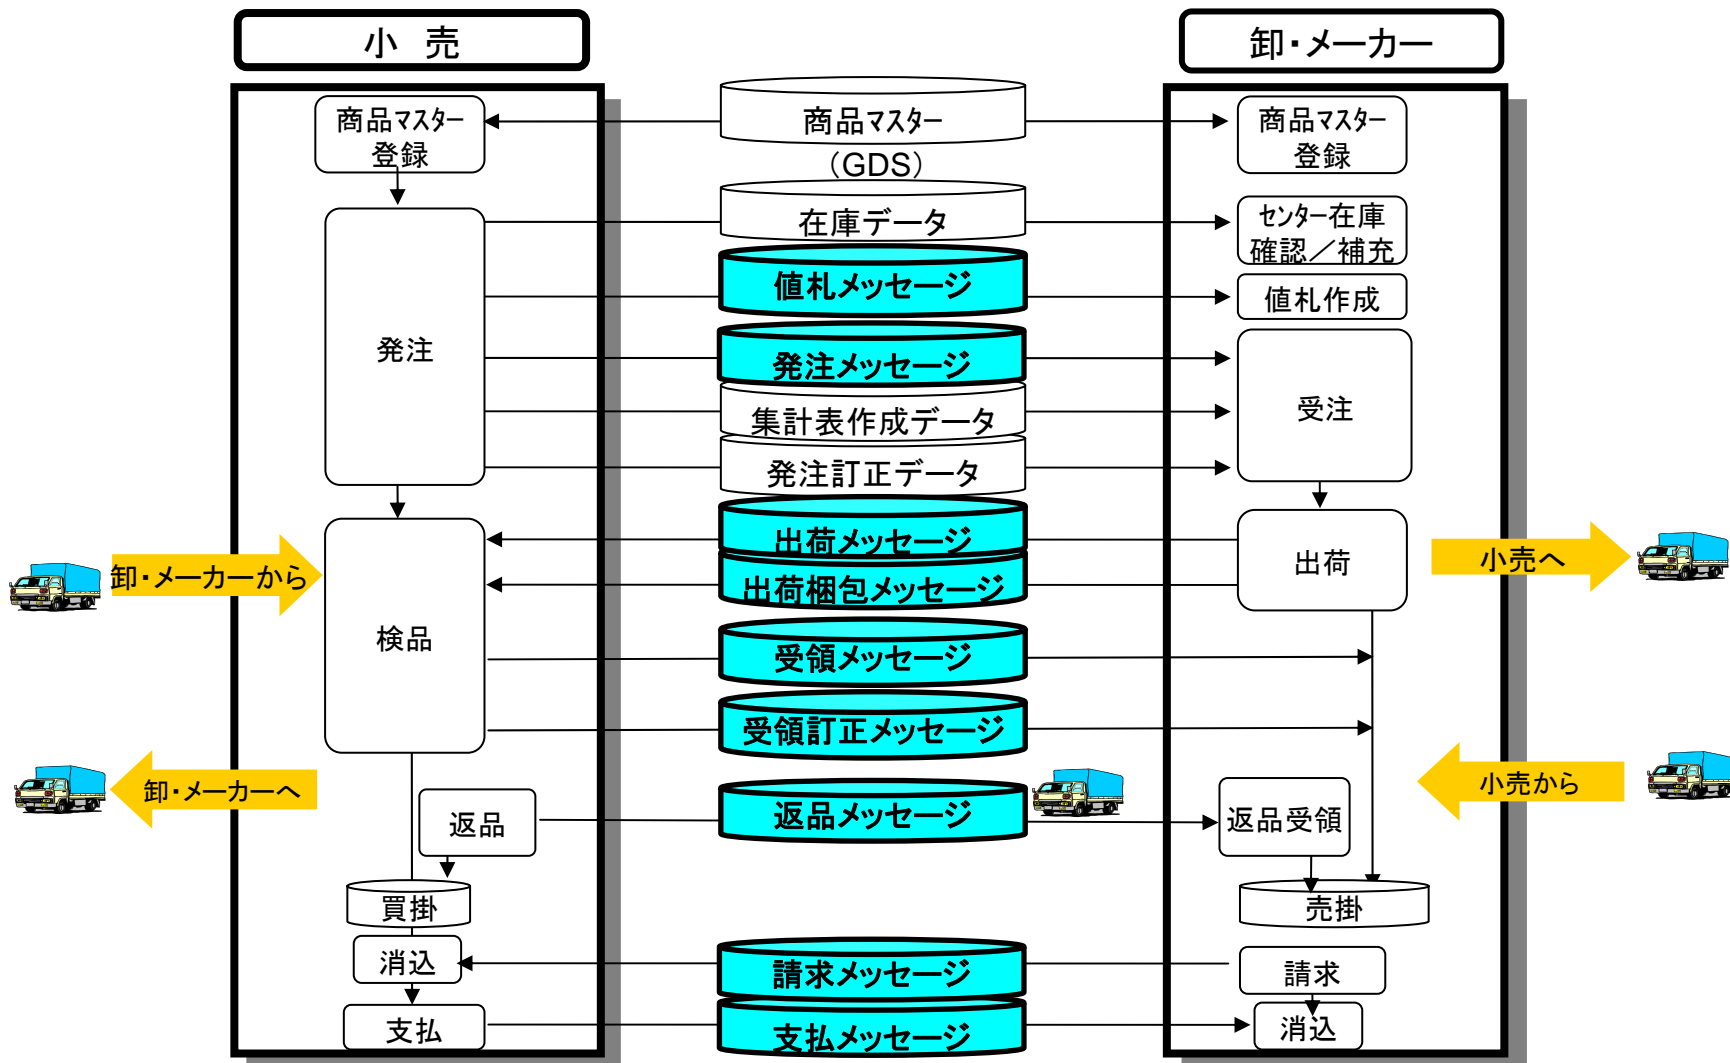 小 売
卸・メーカー
商品マスター
登録
商品マスター
（GDS）
商品マスター
登録
発注
在庫データ
センター在庫
確認／補充
値札メッセージ
値札作成
発注メッセージ
受注
集計表作成データ
発注訂正データ
検品
出荷メッセージ
出荷梱包メッセージ
出荷
卸・メーカーから
小売へ
受領メッセージ
受領訂正メッセージ
卸・メーカーへ
小売から
返品
返品メッセージ
返品受領
買掛
売掛
消込
請求メッセージ
請求
支払
支払メッセージ
消込